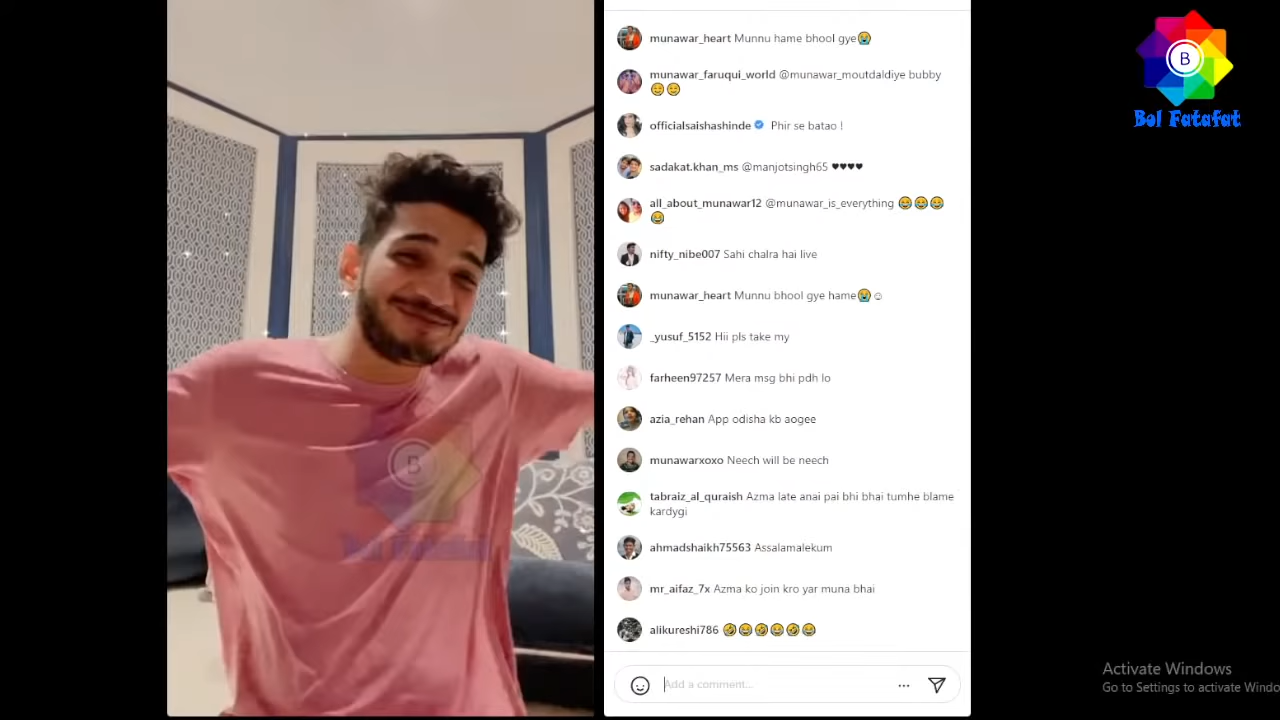 munawar_heart Munnu hame bhool gye😭
munawar_faruqui_world @munawar_moutdaldiye bubby
😊😊
officialsaishashinde Phir se batao !
sadakat.khan_ms @manjotsingh65 ♥♥♥♥
all_about_munawar12 @munawar_is_everything 😂😂😂
😂
nifty_nibe007 Sahi chalra hai live
munawar_heart Munnu bhool gye hame😭☺
_yusuf_5152 Hii pls take my
farheen97257 Mera msg bhi pdh lo
azia_rehan App odisha kb aogee
munawarxoxo Neech will be neech
tabraiz_al_quraish Azma late anai pai bhi bhai tumhe blame
kardygi
ahmadshaikh75563 Assalamalekum
mr_aifaz_7x Azma ko join kro yar muna bhai
alikureshi786 🤣😂🤣😂🤣😂
Add a comment...
B
Bol Fatafat
B
Bol Fatafat
Activate Windows
Go to Settings to activate Windo